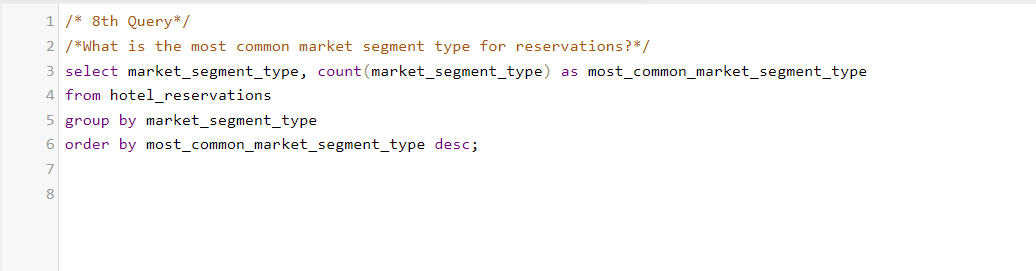 1 /* 8th Query*/
2 /*What is the most common market segment type for reservations?*/
3 select market_segment_type, count(market_segment_type) as most_common_market_segment_type
4 from hotel_reservations
5 group by market_segment_type
6 order by most_common_market_segment_type desc;
7
8